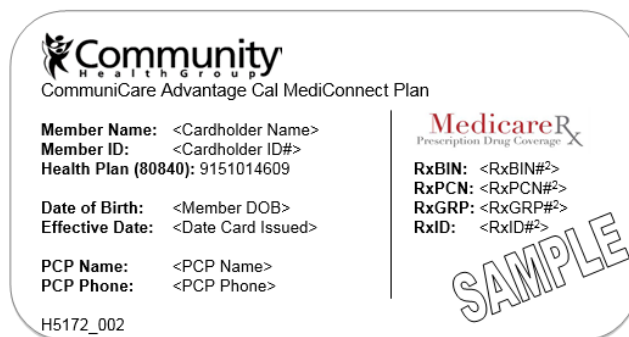 Community
Health Group
CommuniCare Advantage Cal MediConnect Plan
Member Name: <Cardholder Name>
Member ID: <Cardholder ID#>
Health Plan (80840): 9151014609
Date of Birth: <Member DOB>
Effective Date: <Date Card Issued>
PCP Name: <PCP Name>
PCP Phone: <PCP Phone>
H5172_002
MedicareRx
Prescription Drug Coverage
RxBIN: <RxBIN#²>
RxPCN: <RxPCN#²>
RxGRP: <RxGRP#²>
RxID: <RxID#²>
SAMPLE